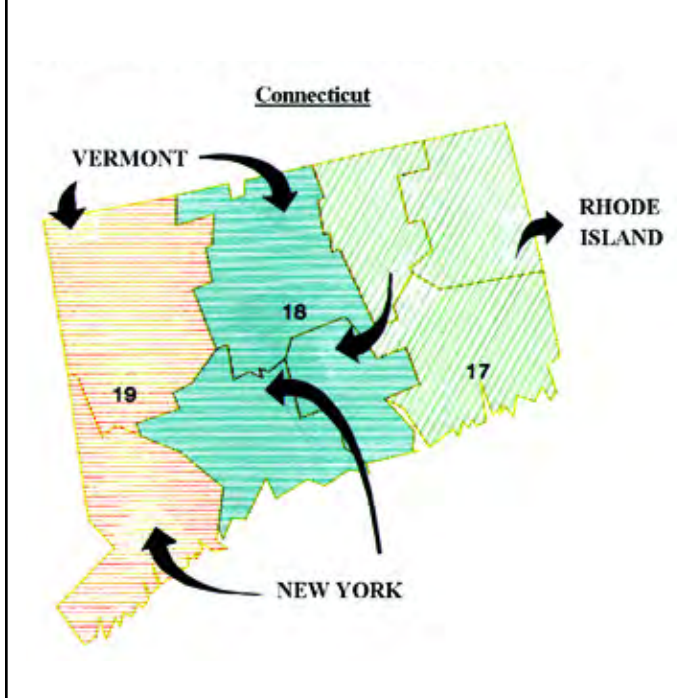 Connecticut
VERMONT
RHODE
ISLAND
18
17
19
NEW YORK